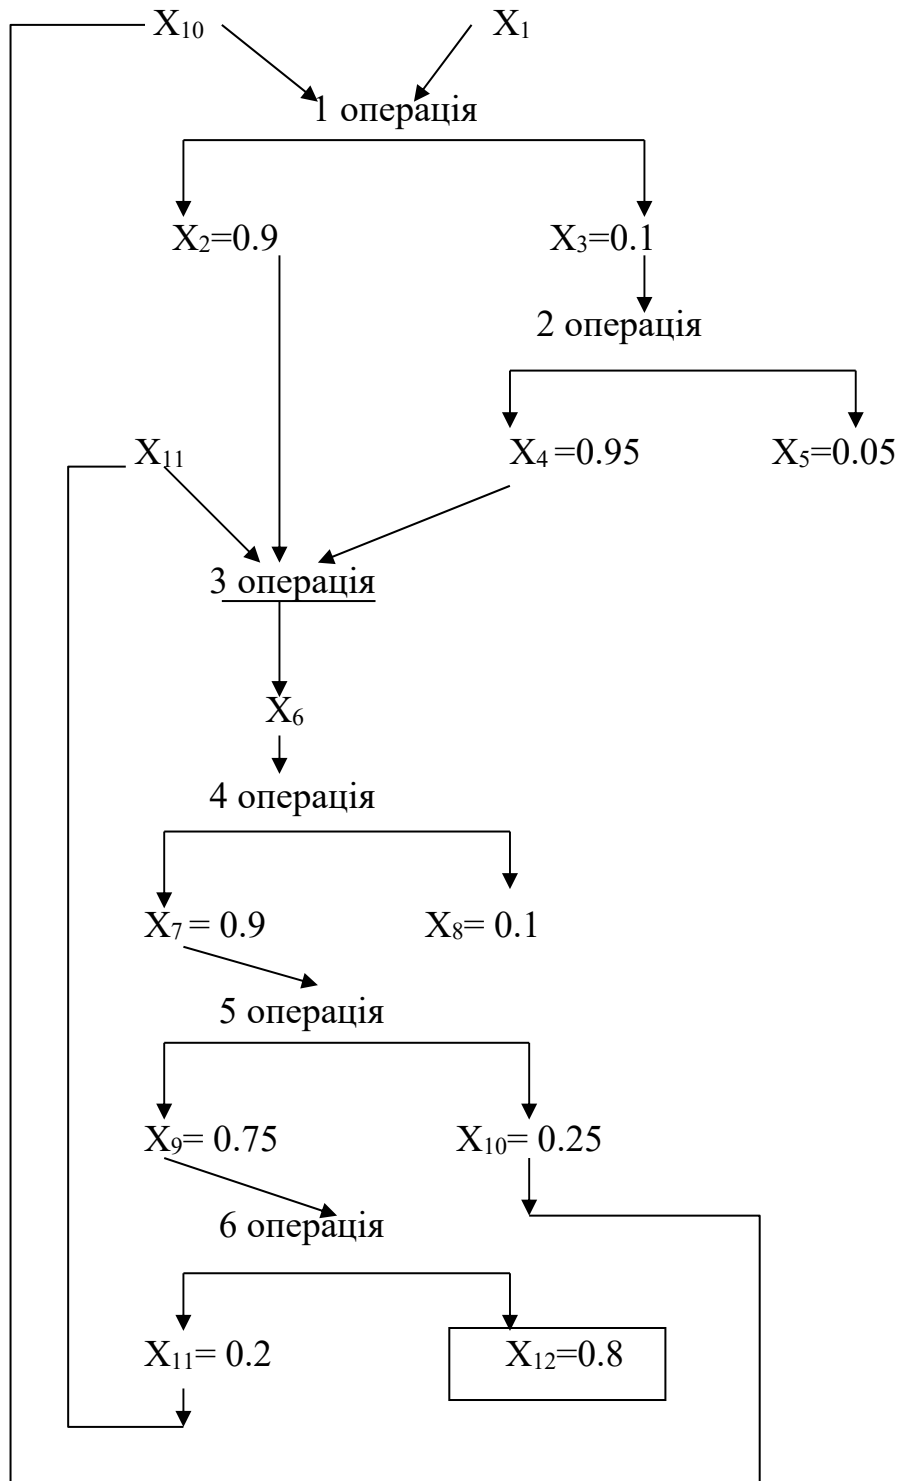 X₁₀ X₁
1 операція
X₂=0.9 X₃=0.1
2 операція
X₁₁ X₄ =0.95 X₅=0.05
3 операція
X₆
4 операція
X₇ = 0.9 X₈= 0.1
5 операція
X₉= 0.75 X₁₀= 0.25
6 операція
X₁₁= 0.2 X₁₂=0.8